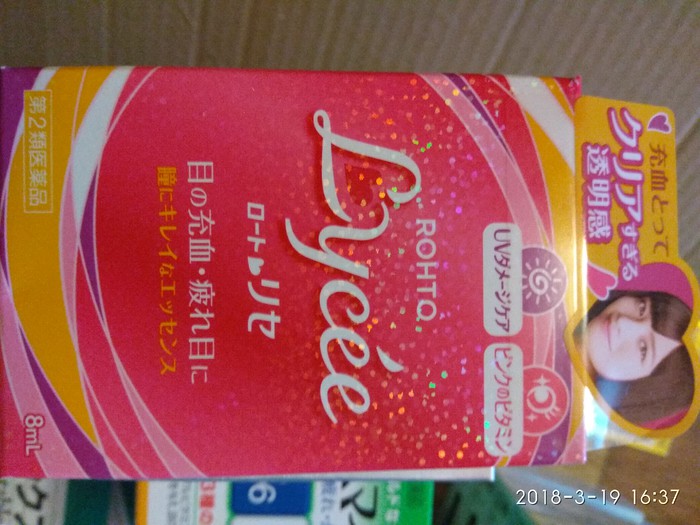 充血とって
クリアすぎる
透明感
UVダメージケア
ピンクのビタミン
ROHTO
Lycée
ロートリセ
目の充血・疲れ目に
瞳にキレイなエッセンス
第2類医薬品
8mL
6
2018-3-19 16:37